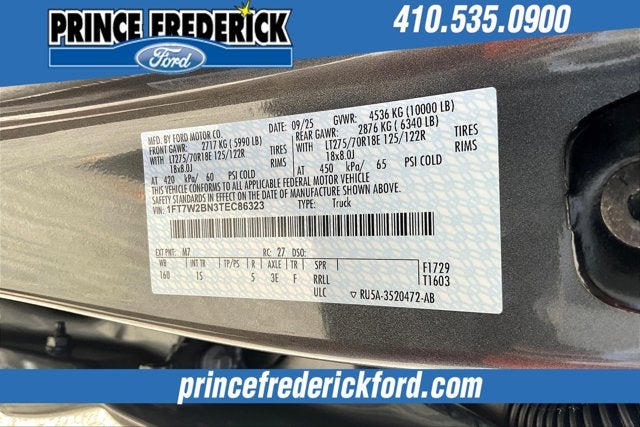 PRINCE FREDERICK
Ford
410.535.0900
MFD. BY FORD MOTOR CO. 09/25 GVWR: 4536 KG (10000 LB)
FRONT GAWR: 2717 KG (5990 LB) REAR GAWR: 2876 KG (6340 LB)
WITH LT275/70R18E 125/122R TIRES WITH LT275/70R18E 125/122R TIRES
18x8.0J RIMS 18x8.0J RIMS
AT 420 kPa/ 60 PSI COLD AT 450 kPa/ 65 PSI COLD
THIS VEHICLE CONFORMS TO ALL APPLICABLE FEDERAL MOTOR VEHICLE
SAFETY STANDARDS IN EFFECT ON THE DATE OF MANUFACTURE SHOWN ABOVE.
VIN: 1FT7W2BN3TEC86323 TYPE: Truck
EXT PNT: M7 RC: 27 DSO:
WB INT TR TP/PS R AXLE TR SPR F1729
160 1S 5 3E F RRLL T1603
ULC RU5A-3520472-AB
princefrederickford.com